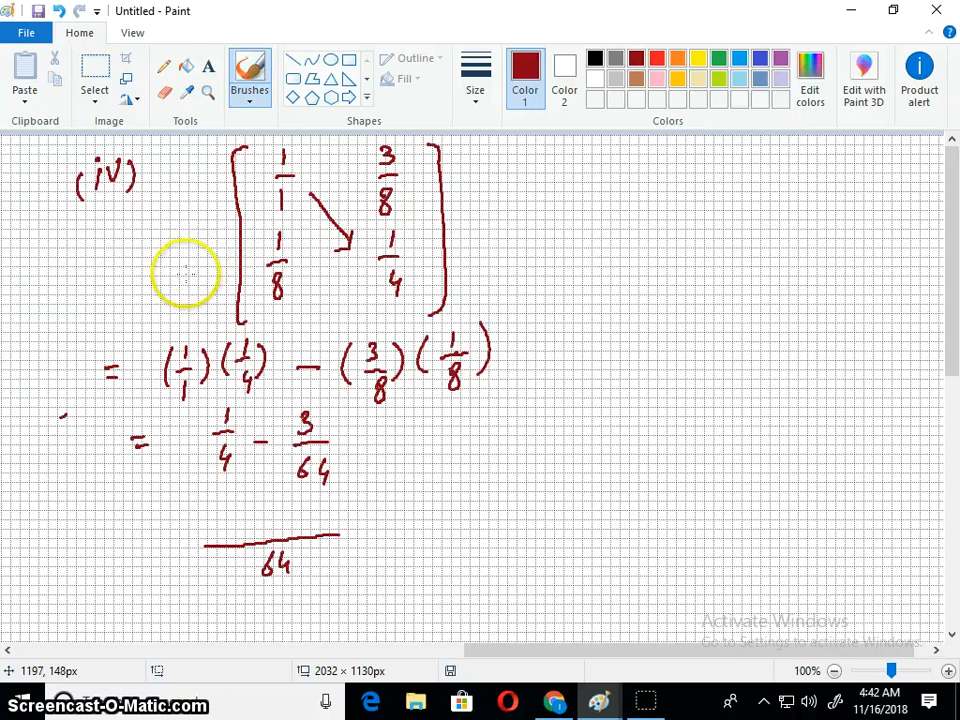 Untitled - Paint
File Home View
Paste Select Brushes Outline Fill Size Color 1 Color 2 Edit colors Edit with Paint 3D Product alert
Clipboard Image Tools Shapes Colors
(iv) [ 1/1 3/8
1/8 1/4 ]
= (1/1)(1/4) - (3/8)(1/8)
= 1/4 - 3/64
64
Activate Windows
Go to Settings to activate Windows.
1197, 148px 2032 × 1130px 100%
4:42 AM
11/16/2018
Screencast-O-Matic.com